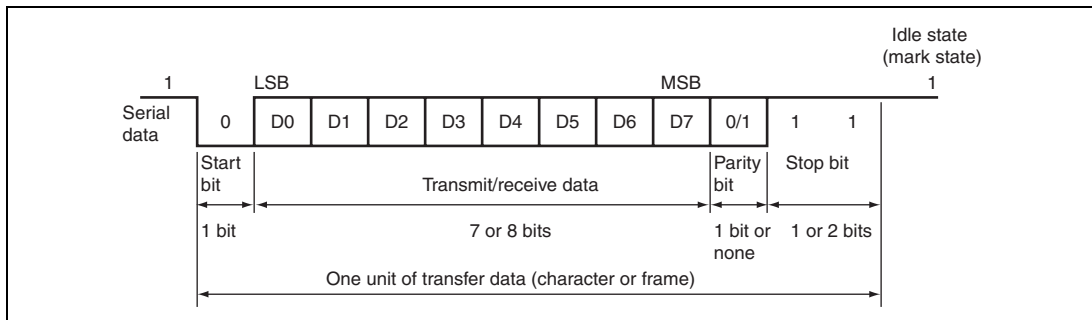 Idle state
(mark state)
1 LSB MSB 1
Serial
data
0 D0 D1 D2 D3 D4 D5 D6 D7 0/1 1 1
Start
bit
Transmit/receive data
Parity
bit
Stop bit
1 bit
7 or 8 bits
1 bit or
none
1 or 2 bits
One unit of transfer data (character or frame)